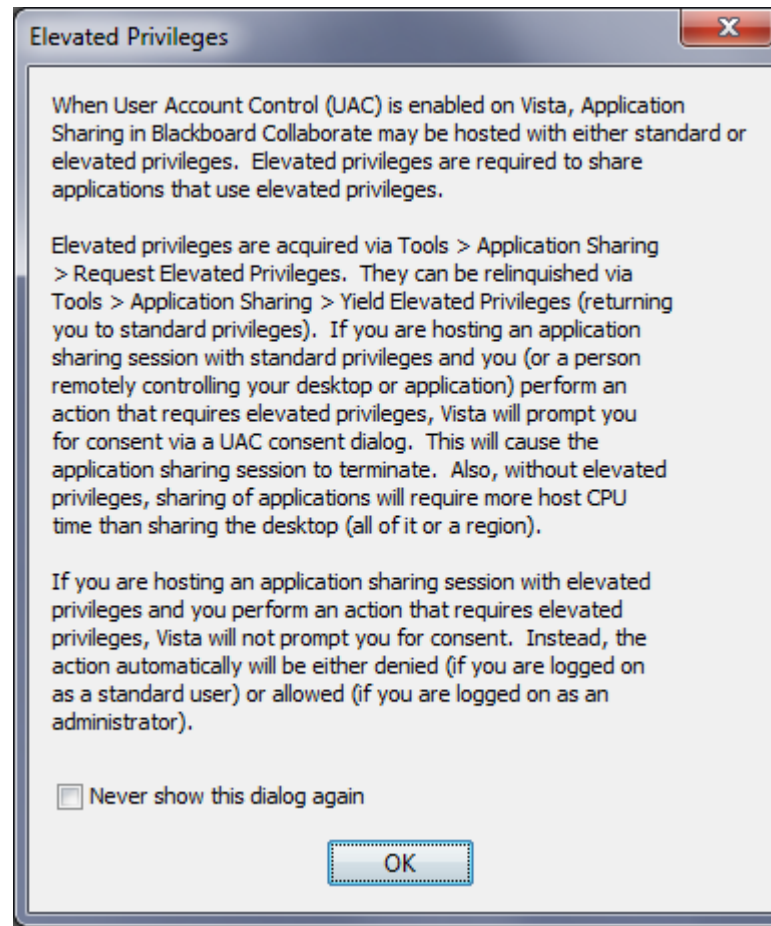 Elevated Privileges
When User Account Control (UAC) is enabled on Vista, Application
Sharing in Blackboard Collaborate may be hosted with either standard or
elevated privileges.  Elevated privileges are required to share
applications that use elevated privileges.
Elevated privileges are acquired via Tools > Application Sharing
> Request Elevated Privileges.  They can be relinquished via
Tools > Application Sharing > Yield Elevated Privileges (returning
you to standard privileges).  If you are hosting an application
sharing session with standard privileges and you (or a person
remotely controlling your desktop or application) perform an
action that requires elevated privileges, Vista will prompt you
for consent via a UAC consent dialog.  This will cause the
application sharing session to terminate.  Also, without elevated
privileges, sharing of applications will require more host CPU
time than sharing the desktop (all of it or a region).
If you are hosting an application sharing session with elevated
privileges and you perform an action that requires elevated
privileges, Vista will not prompt you for consent.  Instead, the
action automatically will be either denied (if you are logged on
as a standard user) or allowed (if you are logged on as an
administrator).
Never show this dialog again
OK